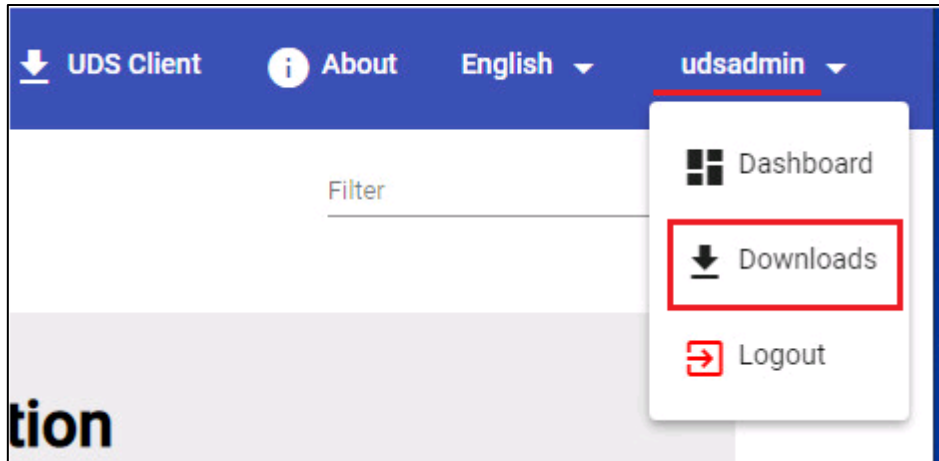 UDS Client About English udsadmin
Dashboard
Filter
Downloads
Logout
tion